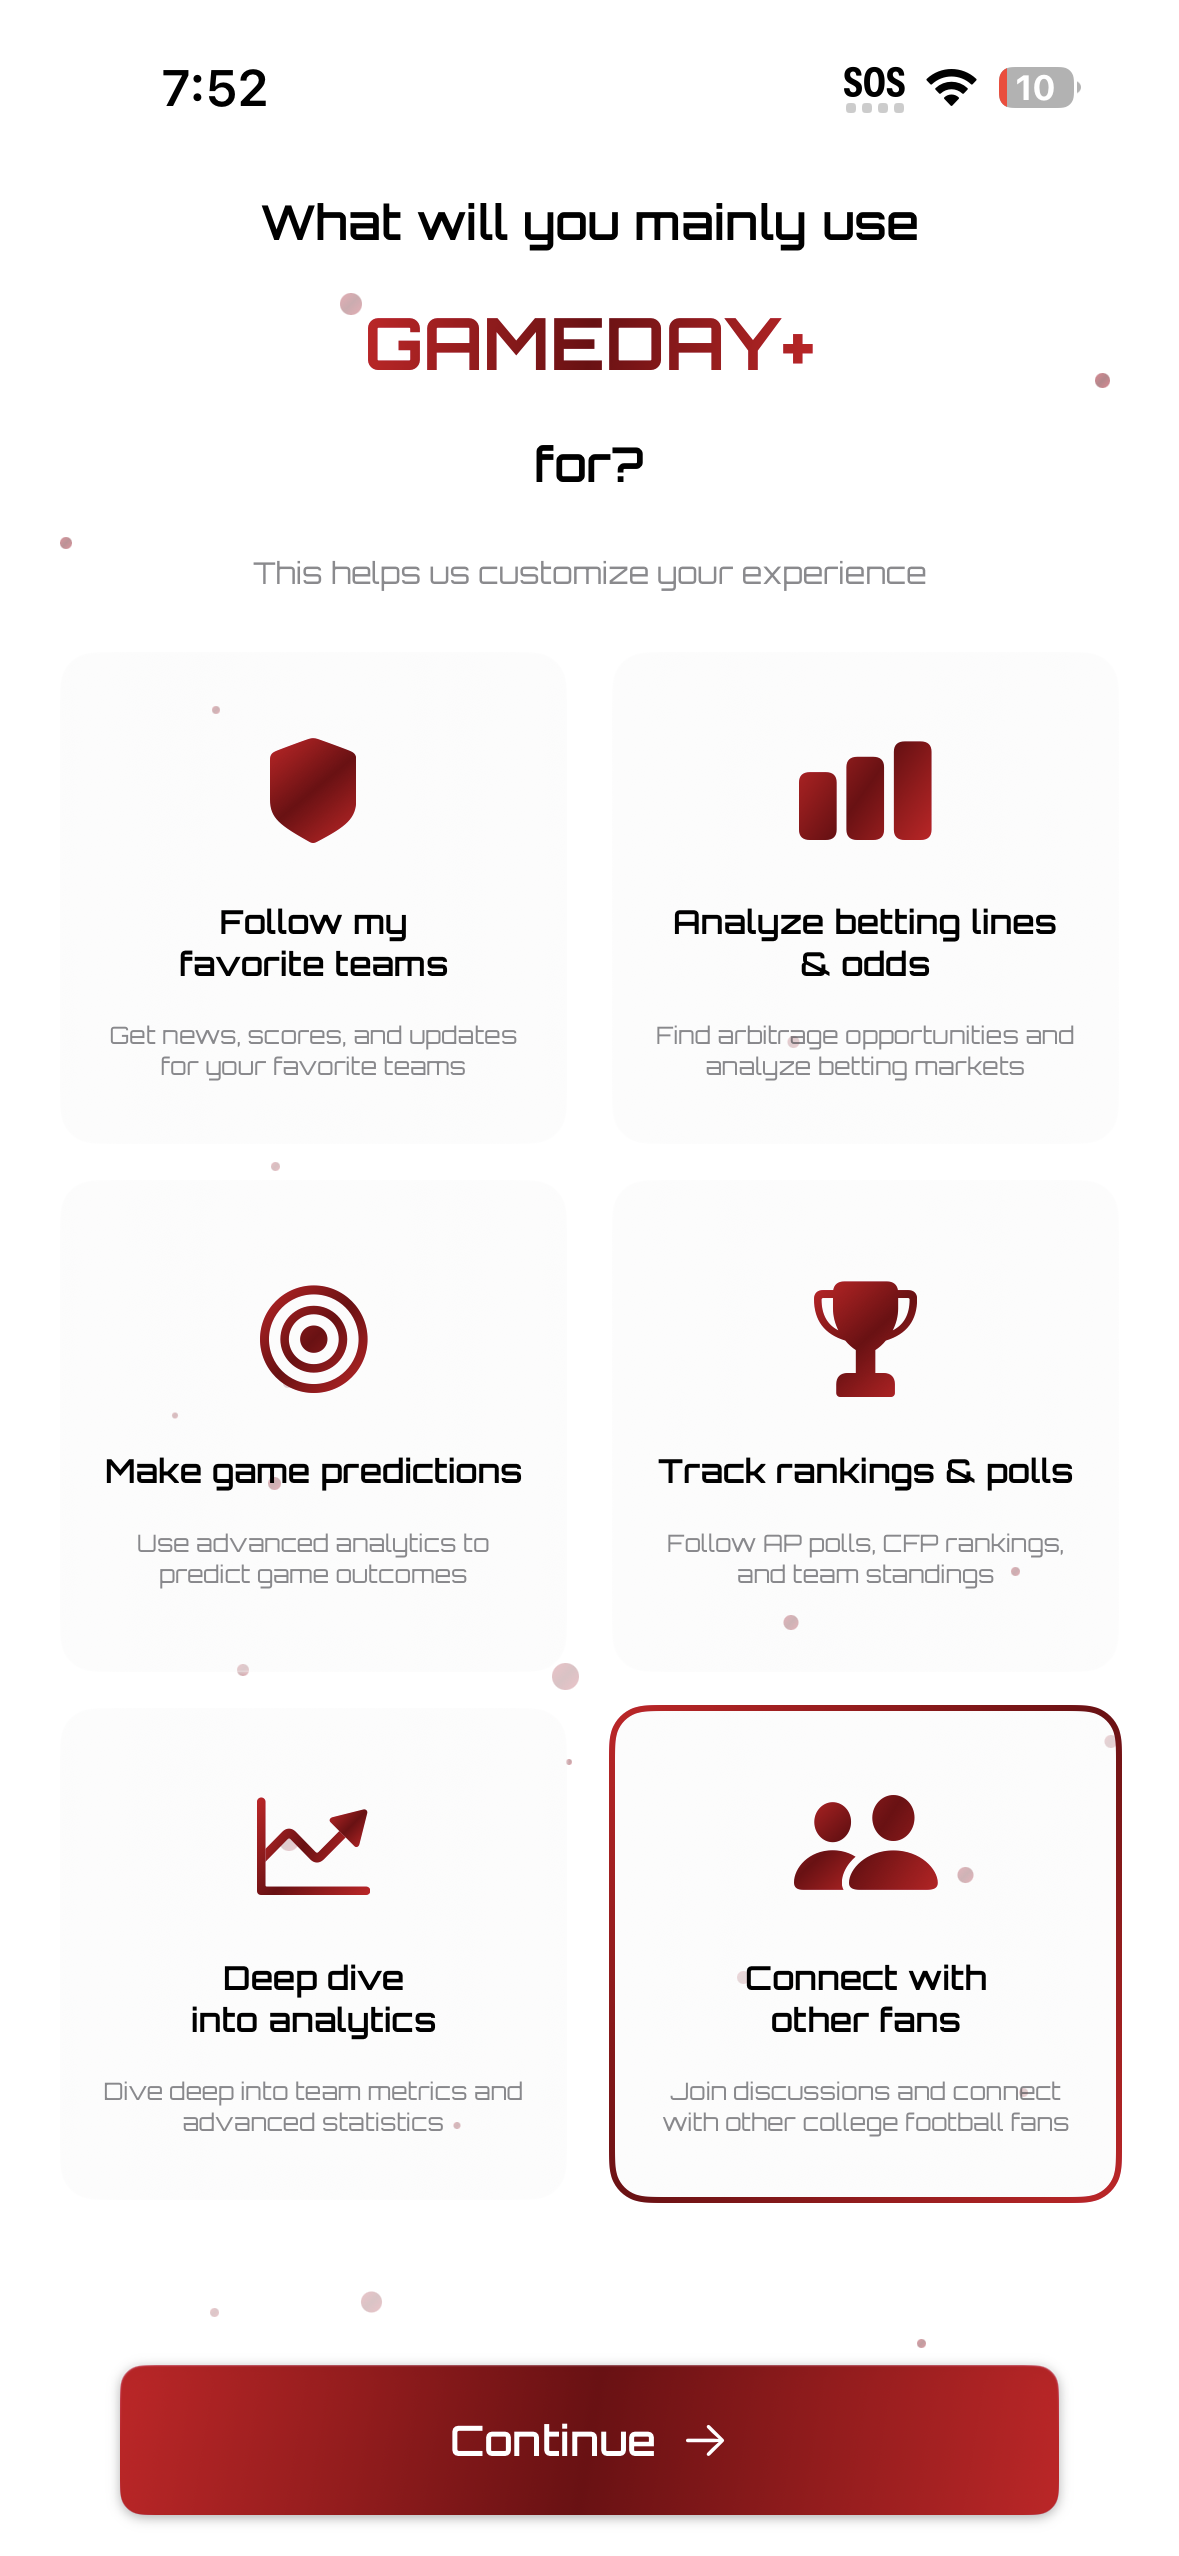 7:52
SOS
10
What will you mainly use
GAMEDAY+
for?
This helps us customize your experience
Follow my
favorite teams
Get news, scores, and updates
for your favorite teams
Analyze betting lines
& odds
Find arbitrage opportunities and
analyze betting markets
Make game predictions
Use advanced analytics to
predict game outcomes
Track rankings & polls
Follow AP polls, CFP rankings,
and team standings
Deep dive
into analytics
Dive deep into team metrics and
advanced statistics
Connect with
other fans
Join discussions and connect
with other college football fans
Continue →